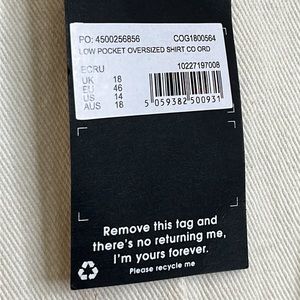 PO: 4500256856 COG1800564
LOW POCKET OVERSIZED SHIRT CO ORD
ECRU 10227197008
UK 18
EU 46
US 14
AUS 18
5 059382 500931
Remove this tag and
there's no returning me,
I'm yours forever.
Please recycle me